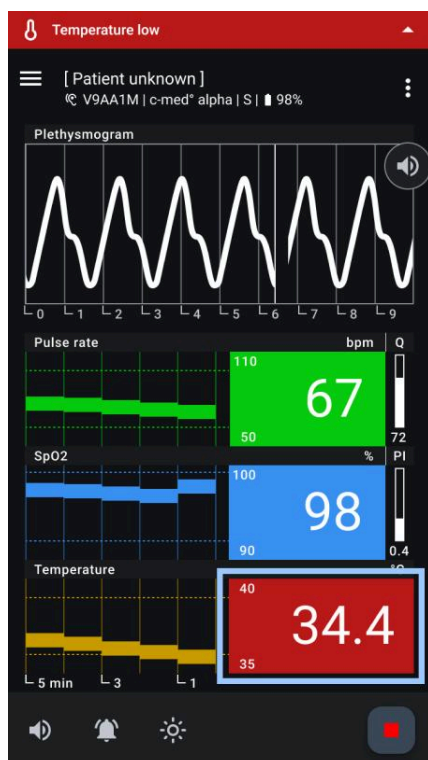 Temperature low
[ Patient unknown ]
V9AA1M | c-med° alpha | S | 98%
Plethysmogram
0 1 2 3 4 5 6 7 8 9
Pulse rate bpm Q
110
67
50
72
SpO2 % PI
100
98
90
0.4
Temperature
40
34.4
35
5 min 3 1